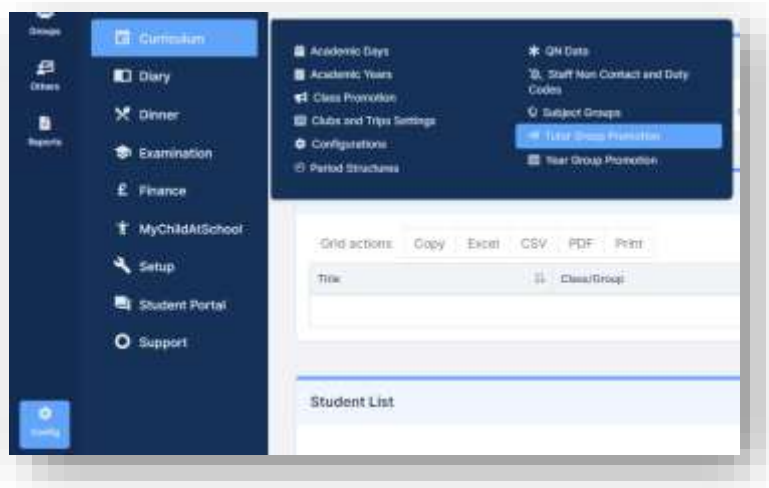 Groups
Others
Reports
Config
Curriculum
Diary
Dinner
Examination
£ Finance
MyChildAtSchool
Setup
Student Portal
Support
Academic Days
Academic Years
Class Promotion
Clubs and Trips Settings
Configurations
Period Structures
QN Data
Staff Non Contact and Duty
Codes
Subject Groups
Tutor Group Promotion
Year Group Promotion
Grid actions: Copy Excel CSV PDF Print
Title Class/Group
Student List